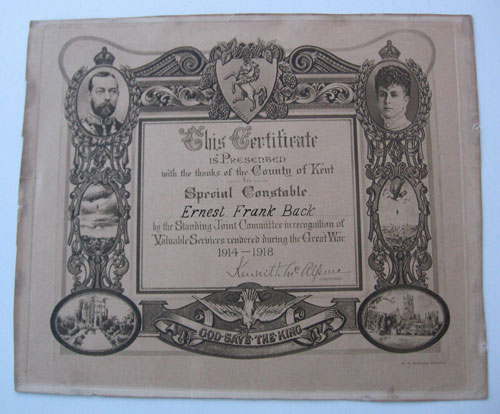 This Certificate
is Presented
with the thanks of the County of Kent
to
Special Constable
Ernest Frank Back
by the Standing Joint Committee in recognition of
Valuable Services rendered during the Great War
1914-1918.
Kenneth McAlpine
GOD·SAVE·THE·KING